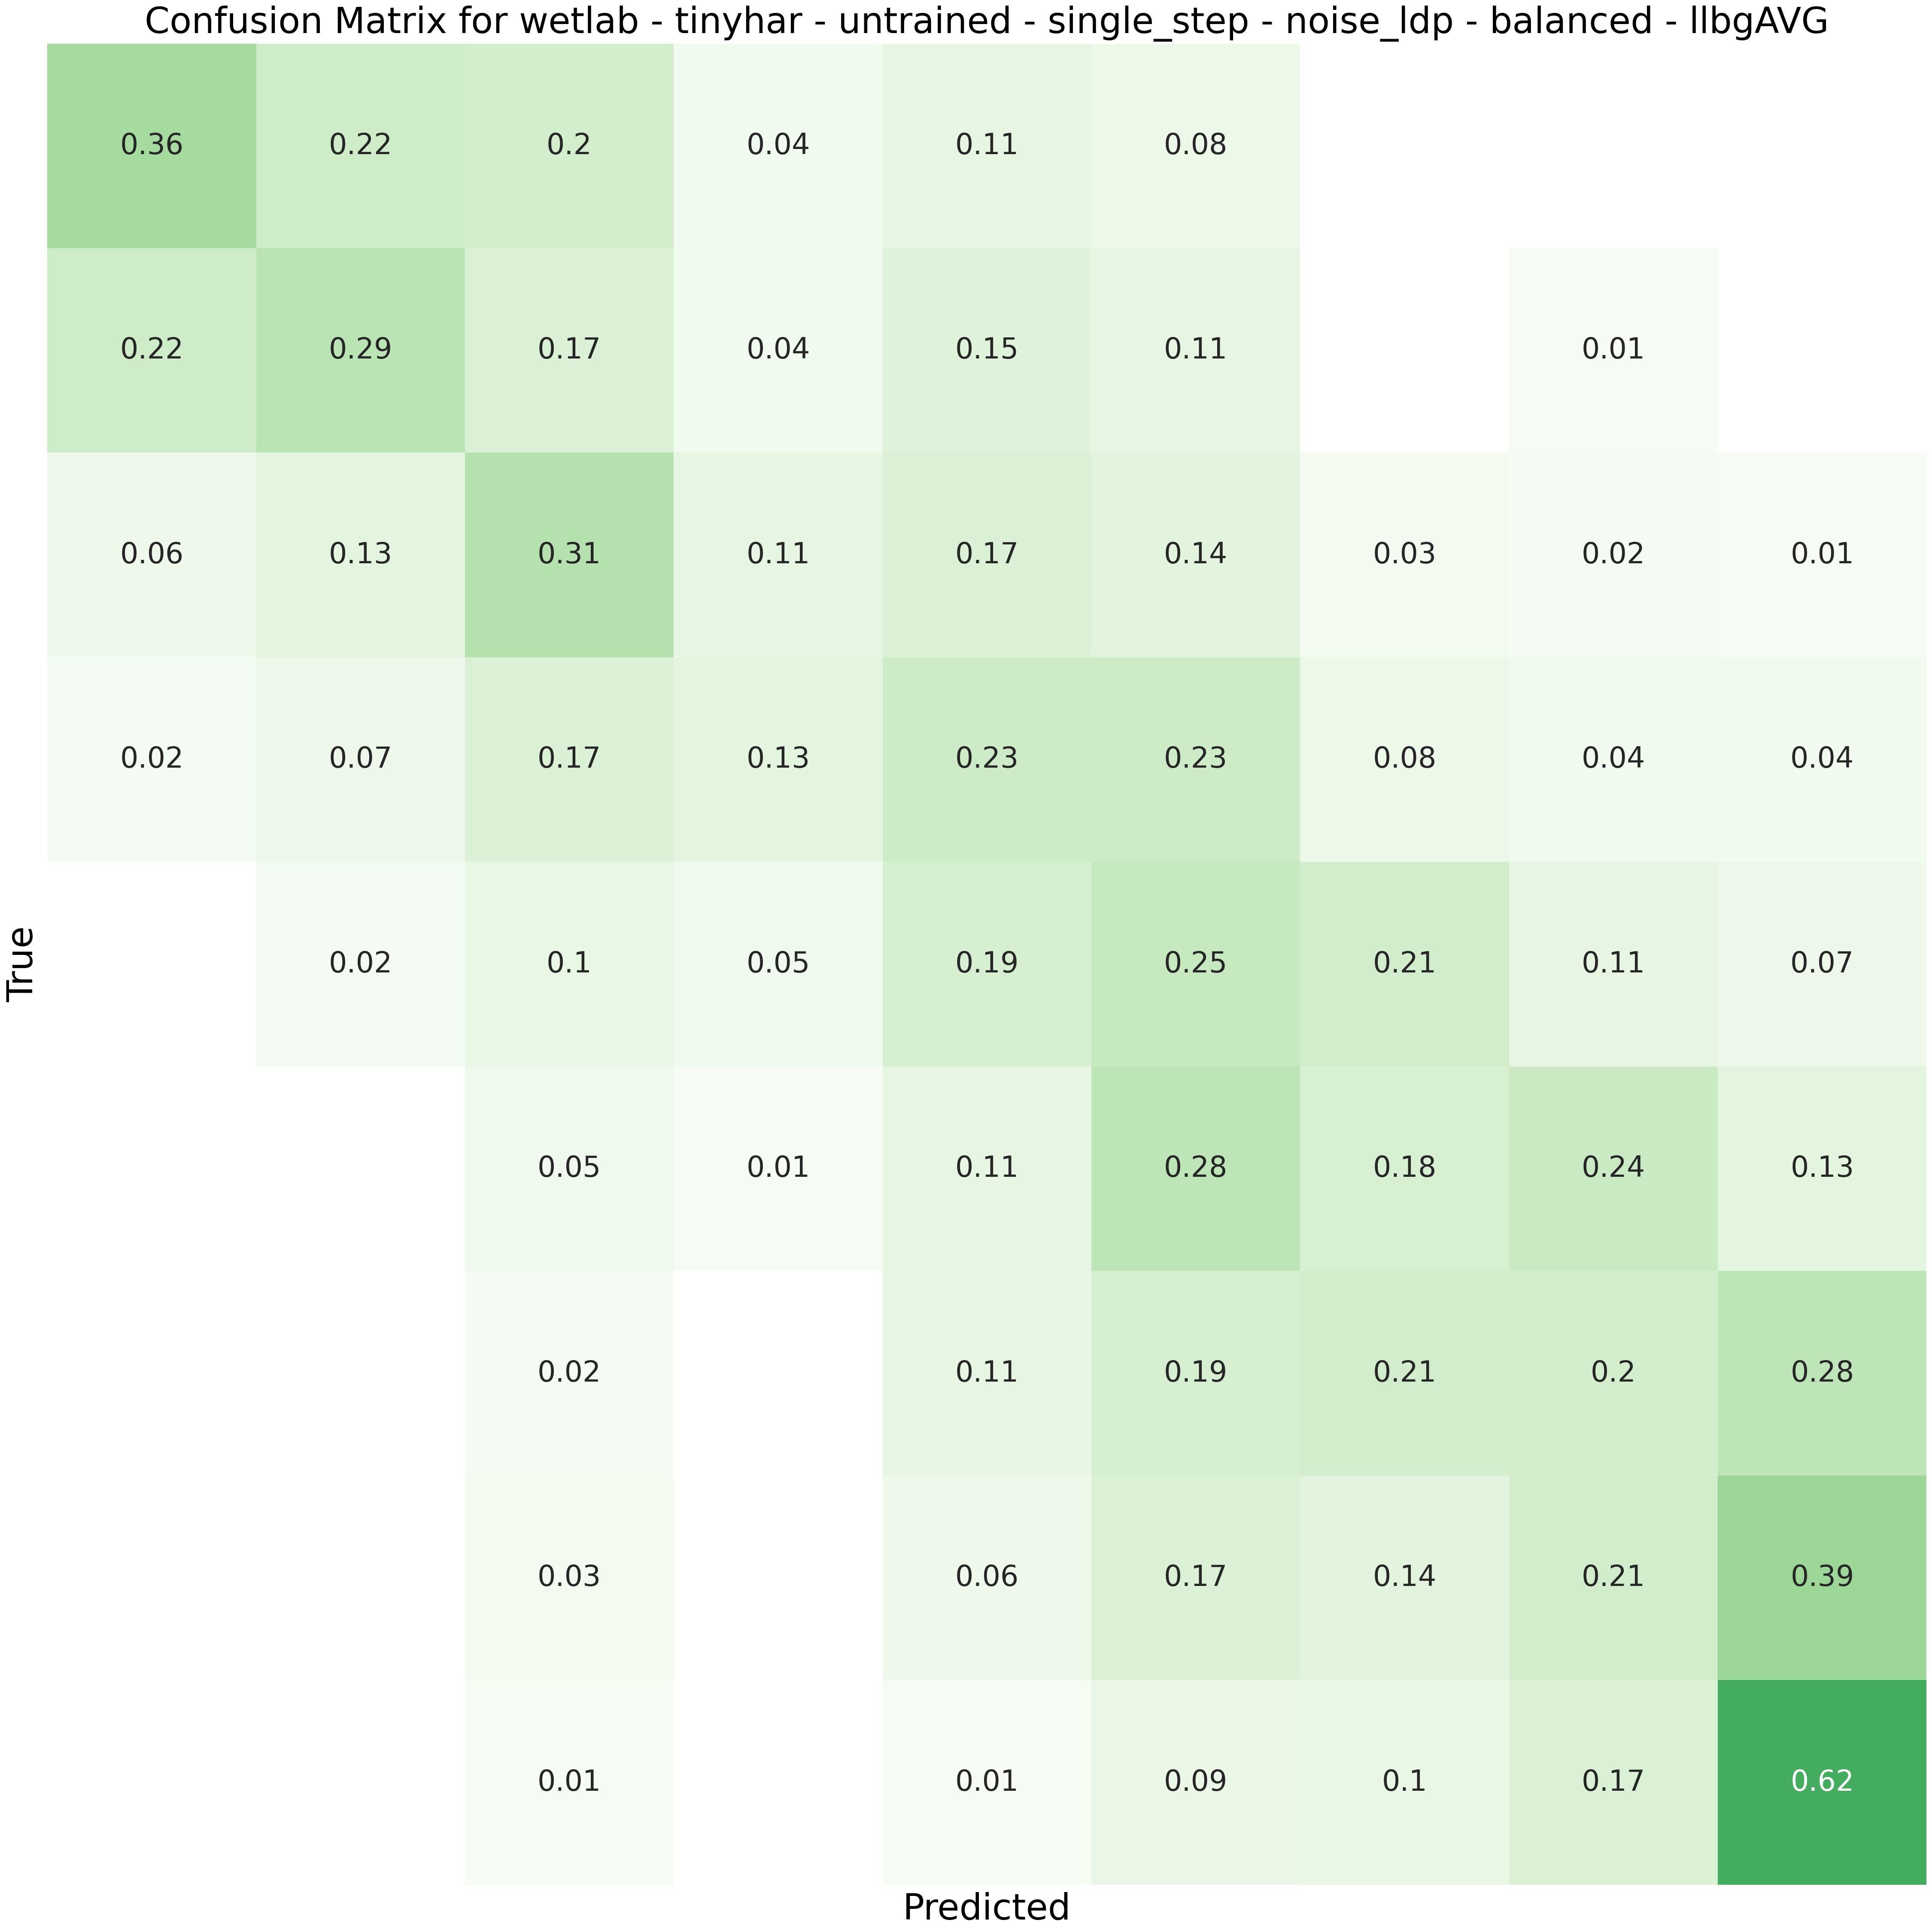 Confusion Matrix for wetlab - tinyhar - untrained - single_step - noise_ldp - balanced - llbgAVG
0.36 0.22 0.2 0.04 0.11 0.08
0.22 0.29 0.17 0.04 0.15 0.11 0.01
0.06 0.13 0.31 0.11 0.17 0.14 0.03 0.02 0.01
0.02 0.07 0.17 0.13 0.23 0.23 0.08 0.04 0.04
True
0.02 0.1 0.05 0.19 0.25 0.21 0.11 0.07
0.05 0.01 0.11 0.28 0.18 0.24 0.13
0.02 0.11 0.19 0.21 0.2 0.28
0.03 0.06 0.17 0.14 0.21 0.39
0.01 0.01 0.09 0.1 0.17 0.62
Predicted